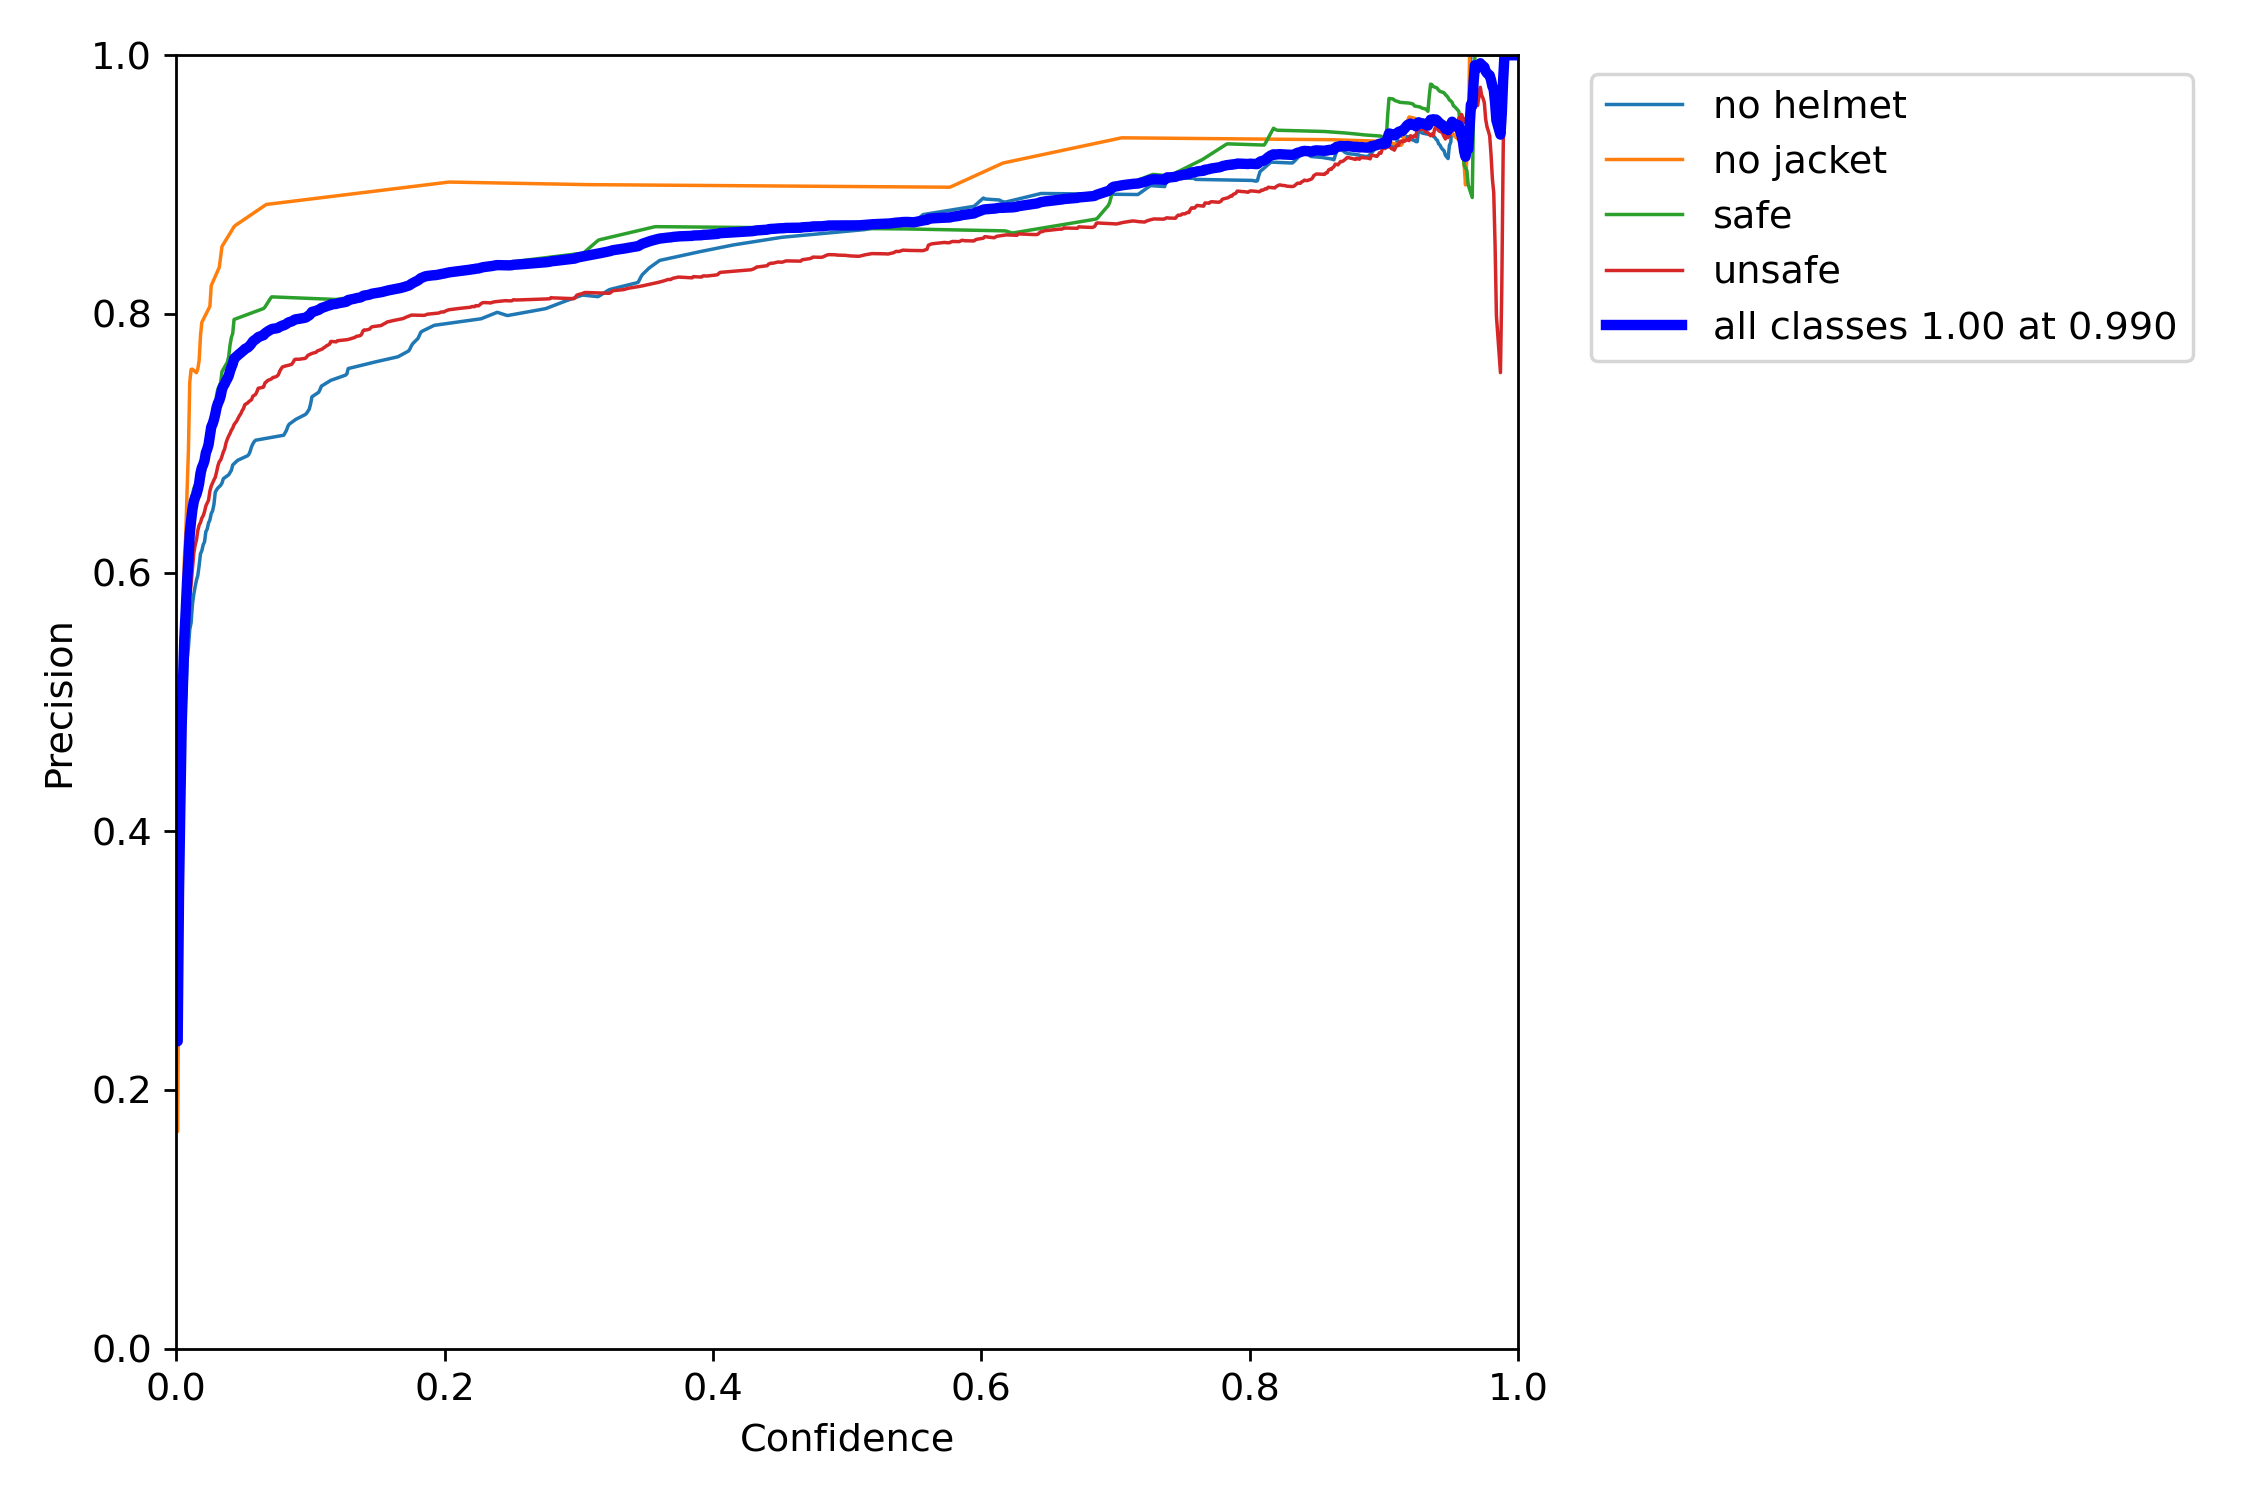 1.0
0.8
0.6
0.4
0.2
0.0
Precision
0.0 0.2 0.4 0.6 0.8 1.0
Confidence
no helmet
no jacket
safe
unsafe
all classes 1.00 at 0.990